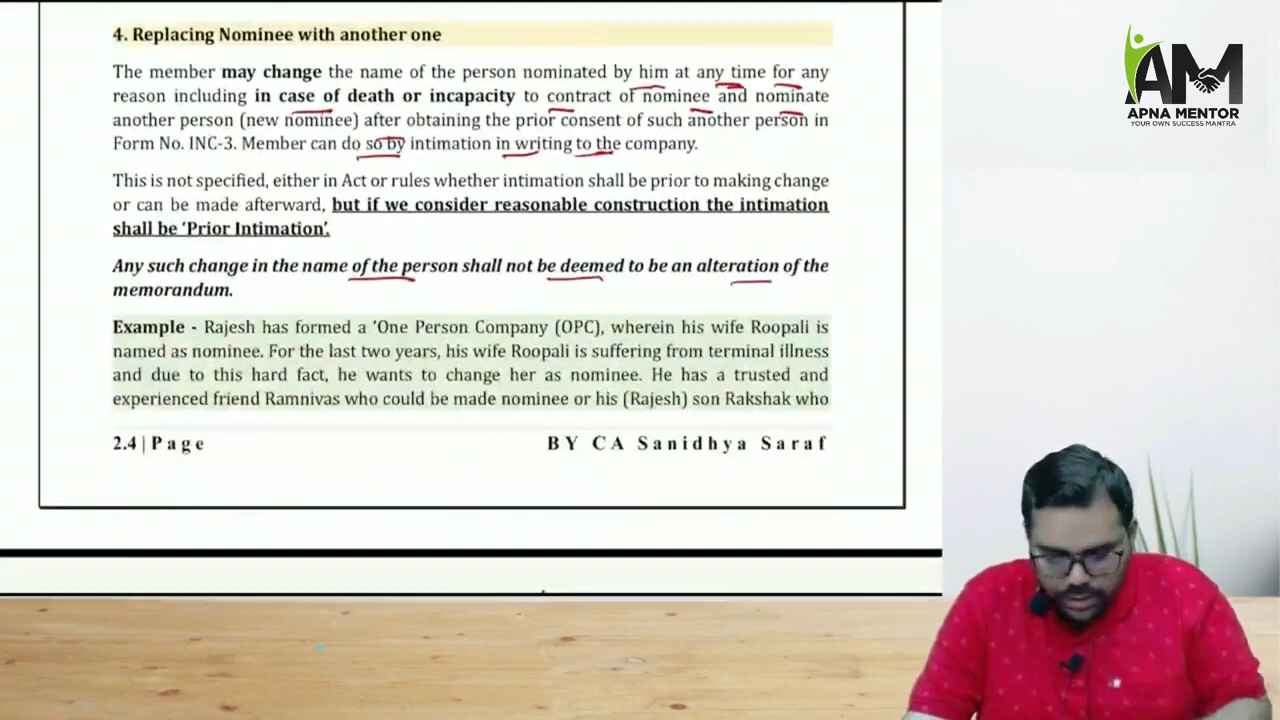 4. Replacing Nominee with another one
The member may change the name of the person nominated by him at any time for any
reason including in case of death or incapacity to contract of nominee and nominate
another person (new nominee) after obtaining the prior consent of such another person in
Form No. INC-3. Member can do so by intimation in writing to the company.
This is not specified, either in Act or rules whether intimation shall be prior to making change
or can be made afterward, but if we consider reasonable construction the intimation
shall be 'Prior Intimation'.
Any such change in the name of the person shall not be deemed to be an alteration of the
memorandum.
Example - Rajesh has formed a 'One Person Company (OPC), wherein his wife Roopali is
named as nominee. For the last two years, his wife Roopali is suffering from terminal illness
and due to this hard fact, he wants to change her as nominee. He has a trusted and
experienced friend Ramnivas who could be made nominee or his (Rajesh) son Rakshak who
2.4 | Page
BY CA Sanidhya Saraf
AM
APNA MENTOR
YOUR OWN SUCCESS MANTRA